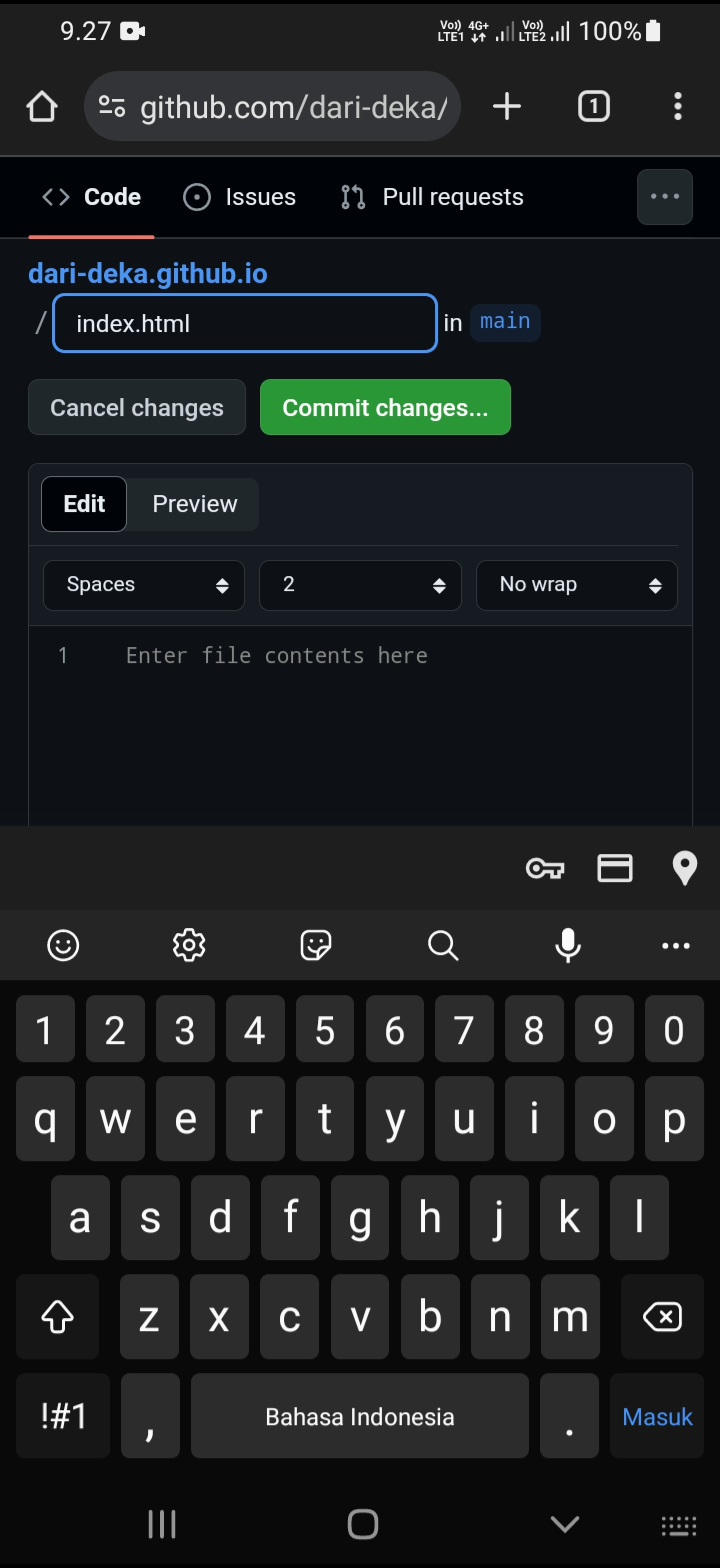 9.27 Vo) LTE1 4G+ Vo) LTE2 100%
github.com/dari-deka/ 1
Code Issues Pull requests
dari-deka.github.io
/ index.html in main
Cancel changes Commit changes...
Edit Preview
Spaces 2 No wrap
1 Enter file contents here
1 2 3 4 5 6 7 8 9 0
q w e r t y u i o p
a s d f g h j k l
z x c v b n m
!#1 , Bahasa Indonesia . Masuk